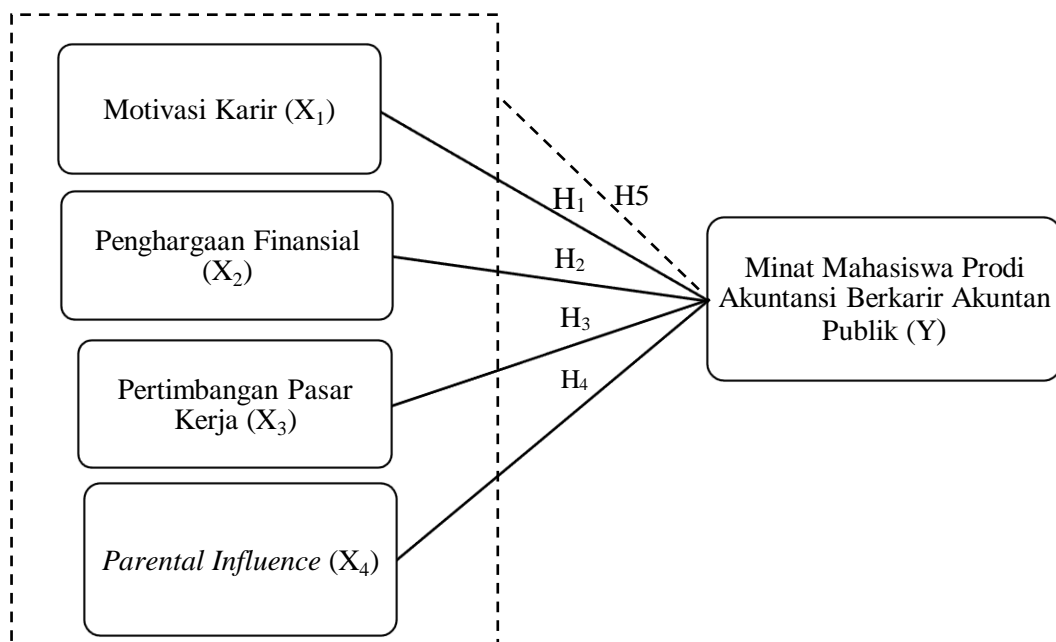 Motivasi Karir (X₁)
Penghargaan Finansial
(X₂)
Pertimbangan Pasar
Kerja (X₃)
Parental Influence (X₄)
H₁
H5
H₂
H₃
H₄
Minat Mahasiswa Prodi
Akuntansi Berkarir Akuntan
Publik (Y)